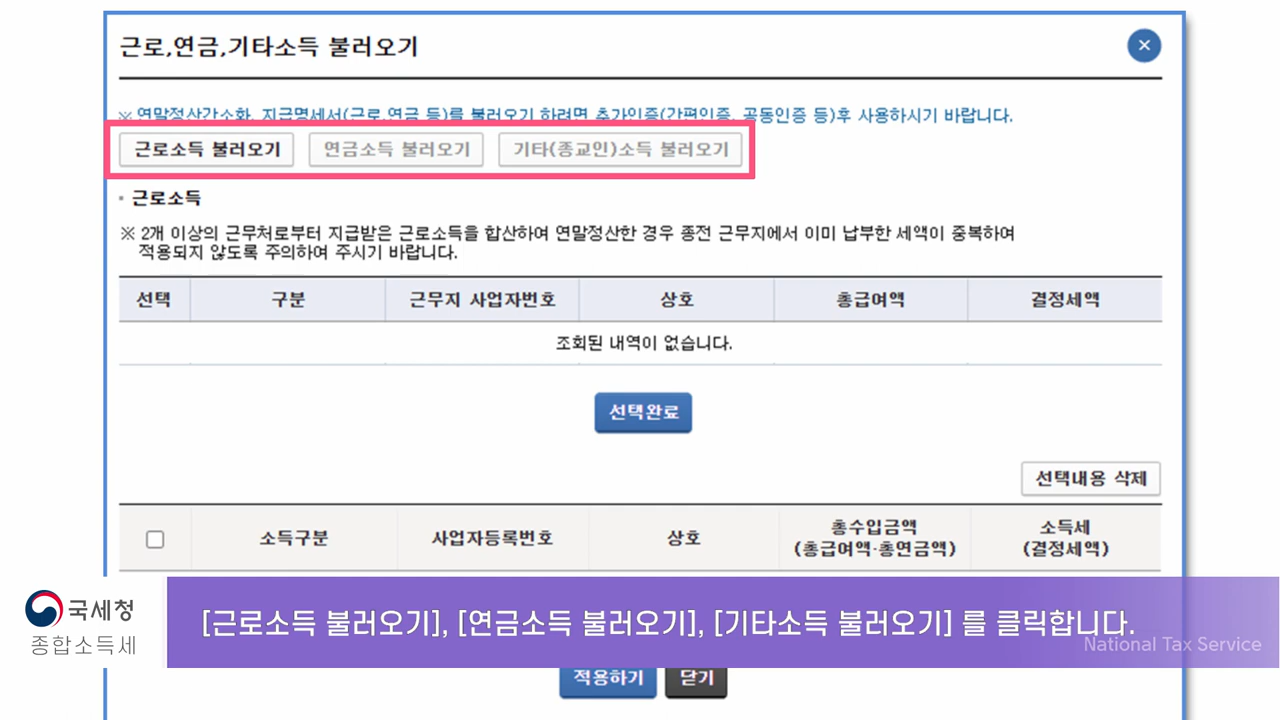 근로,연금,기타소득 불러오기
※ 연말정산간소화, 지급명세서(근로,연금 등)를 불러오기 하려면 추가인증(간편인증, 공동인증 등)후 사용하시기 바랍니다.
근로소득 불러오기 연금소득 불러오기 기타(종교인)소득 불러오기
▪ 근로소득
※ 2개 이상의 근무처로부터 지급받은 근로소득을 합산하여 연말정산한 경우 종전 근무지에서 이미 납부한 세액이 중복하여
적용되지 않도록 주의하여 주시기 바랍니다.
선택 구분 근무지 사업자번호 상호 총급여액 결정세액
조회된 내역이 없습니다.
선택완료
선택내용 삭제
소득구분 사업자등록번호 상호 총수입금액 소득세
(총급여액·총연금액) (결정세액)
국세청
종합소득세
[근로소득 불러오기], [연금소득 불러오기], [기타소득 불러오기] 를 클릭합니다.
National Tax Service
적용하기 닫기